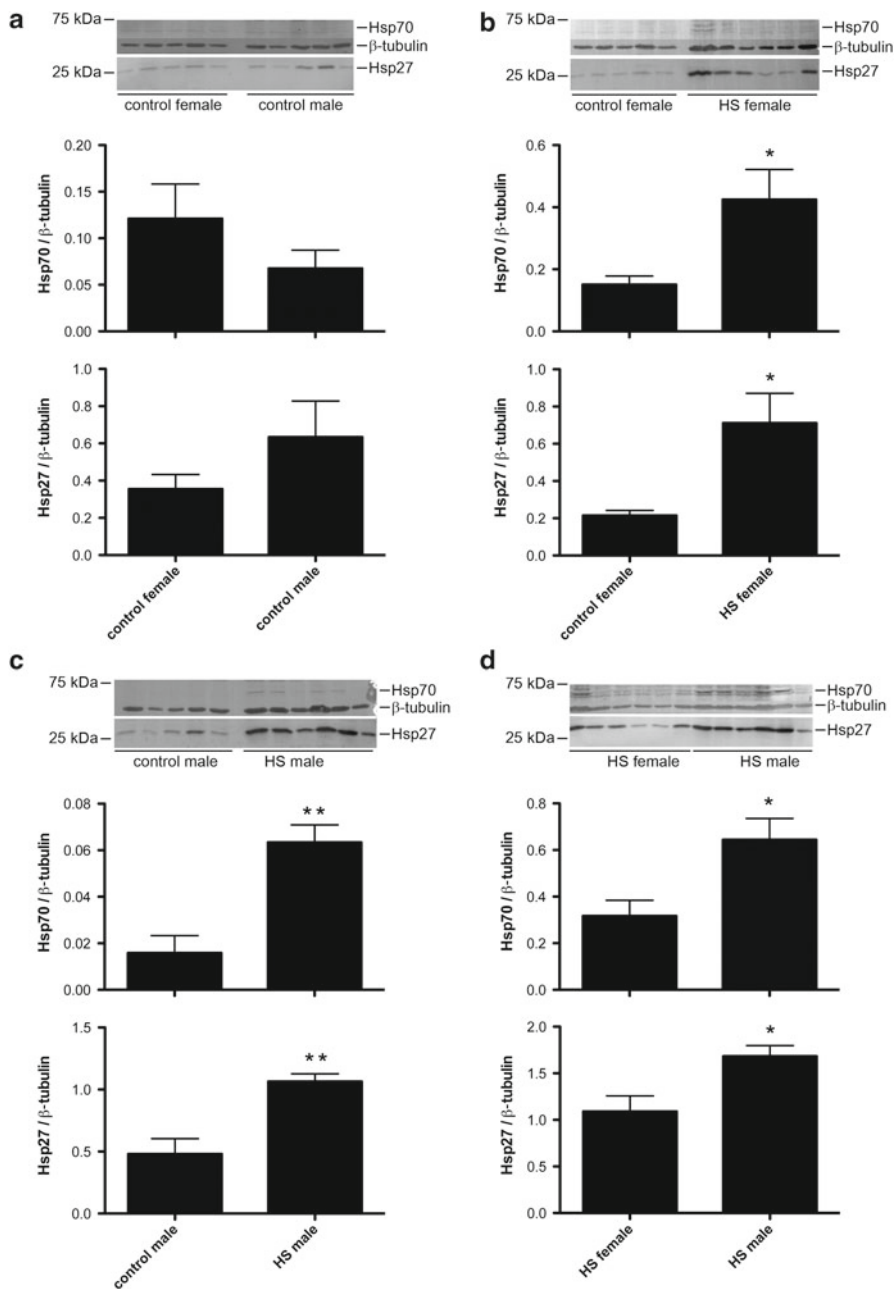 a
75 kDa
Hsp70
β-tubulin
25 kDa
Hsp27
control female
control male
Hsp70 / β-tubulin
0.20
0.15
0.10
0.05
0.00
Hsp27 / β-tubulin
1.0
0.8
0.6
0.4
0.2
0.0
control female
control male
b
75 kDa
Hsp70
β-tubulin
25 kDa
Hsp27
control female
HS female
Hsp70 / β-tubulin
0.6
0.4
0.2
0.0
*
Hsp27 / β-tubulin
1.0
0.8
0.6
0.4
0.2
0.0
*
control female
HS female
c
75 kDa
Hsp70
β-tubulin
25 kDa
Hsp27
control male
HS male
Hsp70 / β-tubulin
0.08
0.06
0.04
0.02
0.00
**
Hsp27 / β-tubulin
1.5
1.0
0.5
0.0
**
control male
HS male
d
75 kDa
Hsp70
β-tubulin
25 kDa
Hsp27
HS female
HS male
Hsp70 / β-tubulin
0.8
0.6
0.4
0.2
0.0
*
Hsp27 / β-tubulin
2.0
1.5
1.0
0.5
0.0
*
HS female
HS male